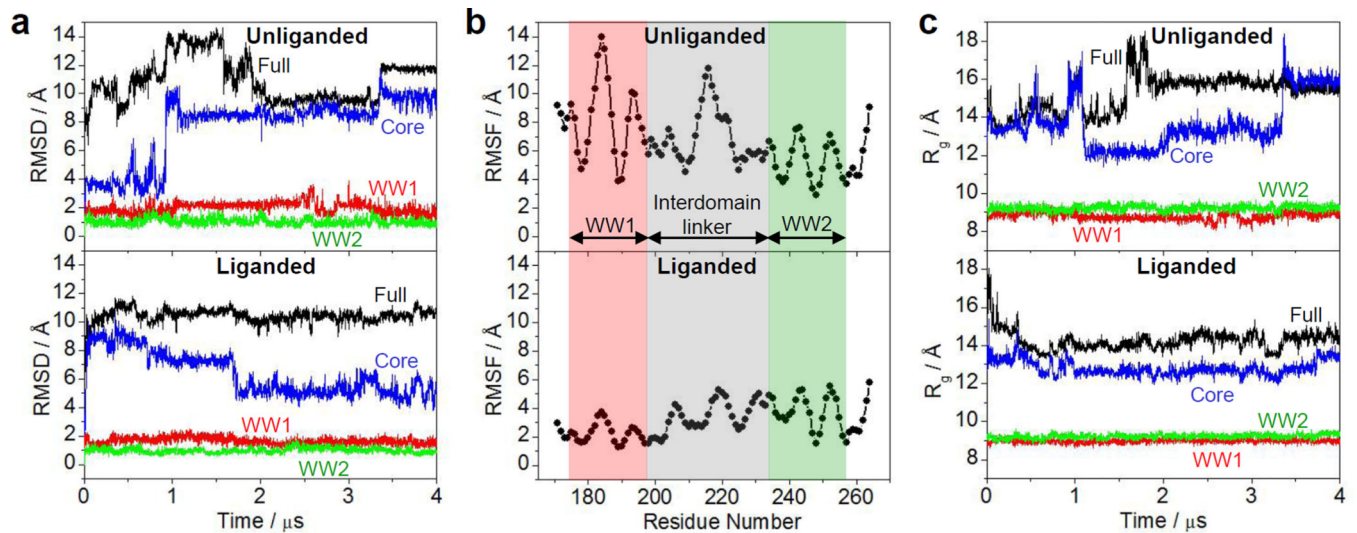 a
Unliganded
Full
Core
WW1
WW2
RMSD / Å
14
12
10
8
6
4
2
0
Liganded
Full
Core
WW1
WW2
RMSD / Å
12
10
8
6
4
2
0
0 1 2 3 4
Time / μs
b
Unliganded
WW1
Interdomain
linker
WW2
RMSF / Å
14
12
10
8
6
4
2
0
Liganded
RMSF / Å
12
10
8
6
4
2
0
180 200 220 240 260
Residue Number
c
Unliganded
Full
Core
WW2
WW1
Rg / Å
18
16
14
12
10
8
Liganded
Full
Core
WW2
WW1
Rg / Å
18
16
14
12
10
8
0 1 2 3 4
Time / μs